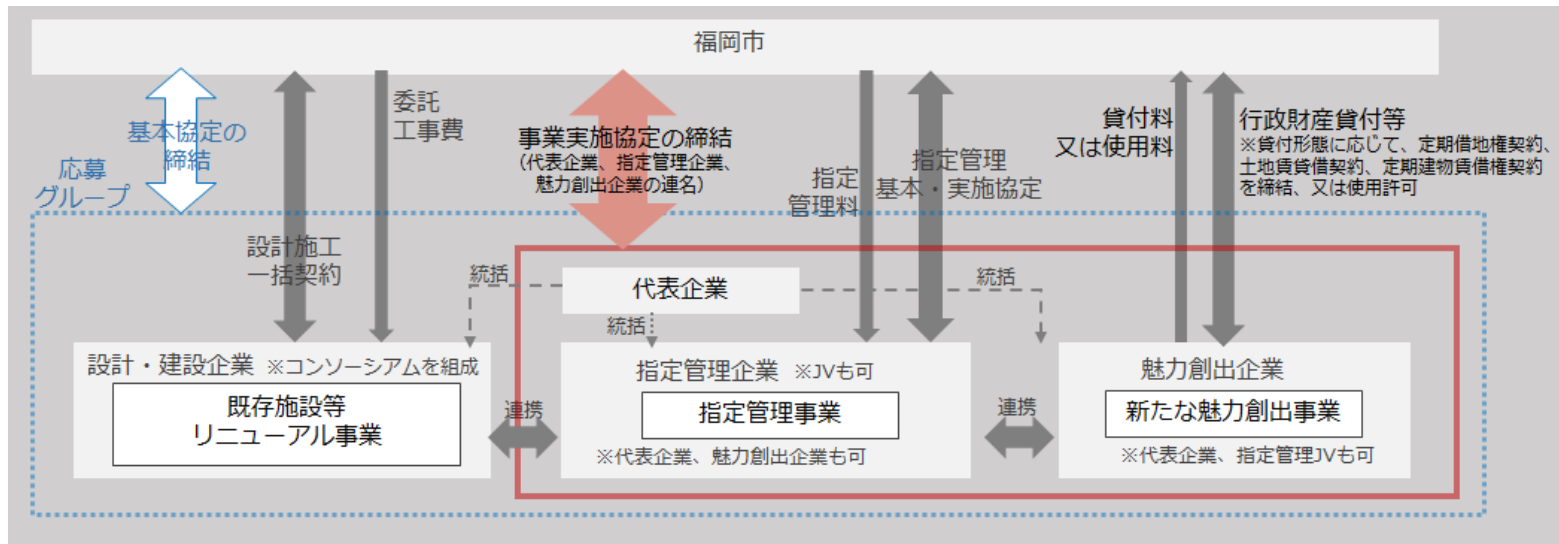 福岡市
基本協定の
締結
応募
グループ
委託
工事費
設計施工
一括契約
事業実施協定の締結
（代表企業、指定管理企業、
魅力創出企業の連名）
指定
管理料
指定管理
基本・実施協定
貸付料
又は使用料
行政財産貸付等
※貸付形態に応じて、定期借地権契約、
土地賃貸借契約、定期建物賃借権契約
を締結、又は使用許可
代表企業
統括
統括
統括
設計・建設企業 ※コンソーシアムを組成
既存施設等
リニューアル事業
連携
指定管理企業 ※JVも可
指定管理事業
※代表企業、魅力創出企業も可
連携
魅力創出企業
新たな魅力創出事業
※代表企業、指定管理JVも可